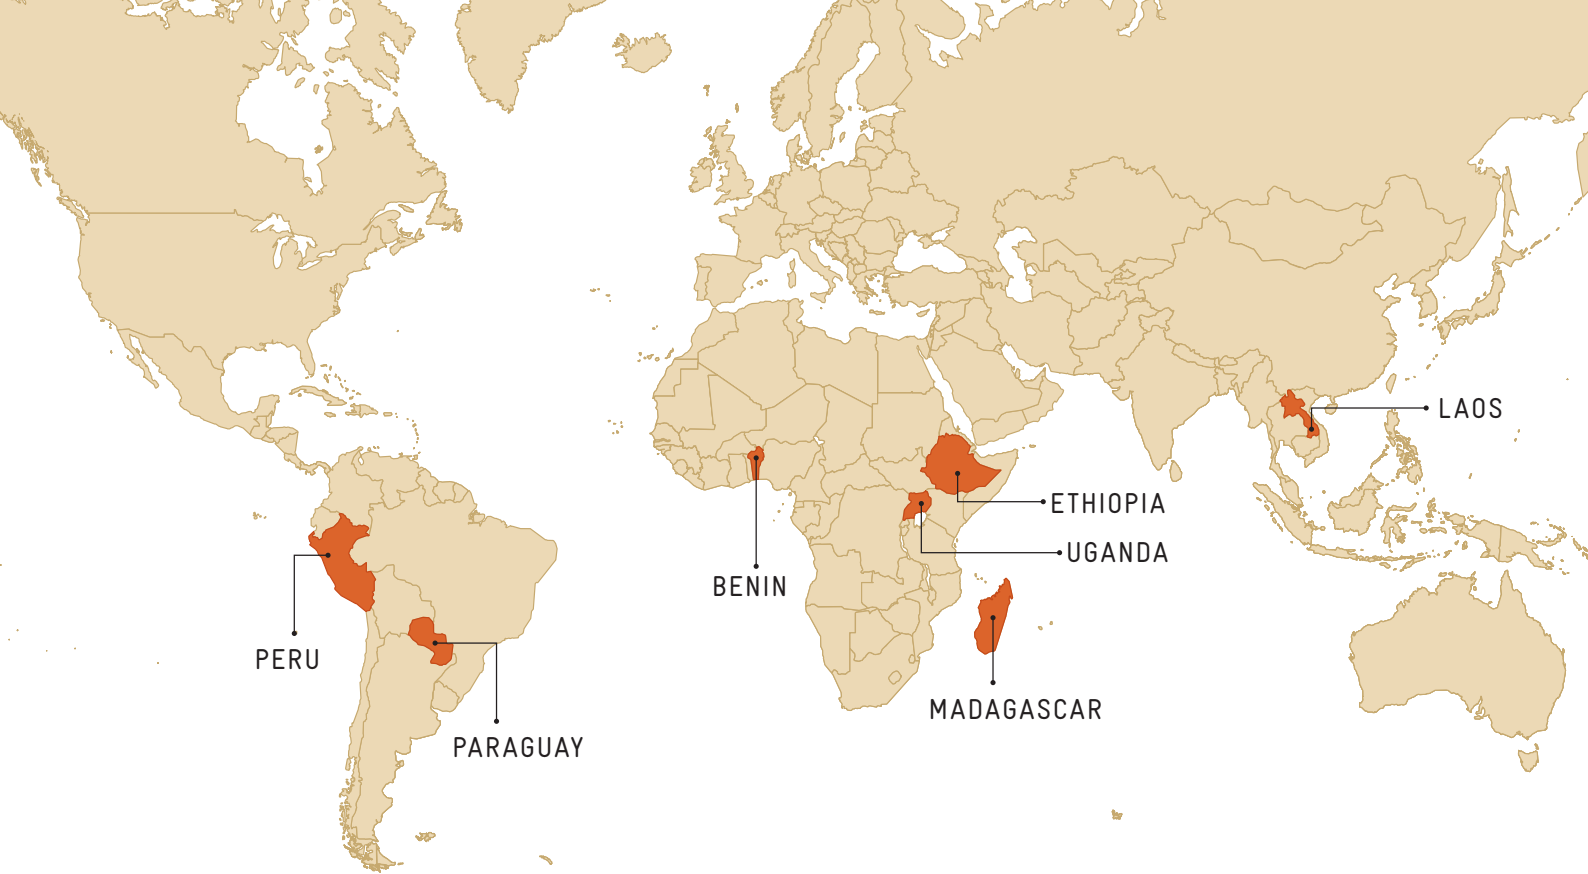 LAOS
ETHIOPIA
UGANDA
BENIN
PERU
MADAGASCAR
PARAGUAY